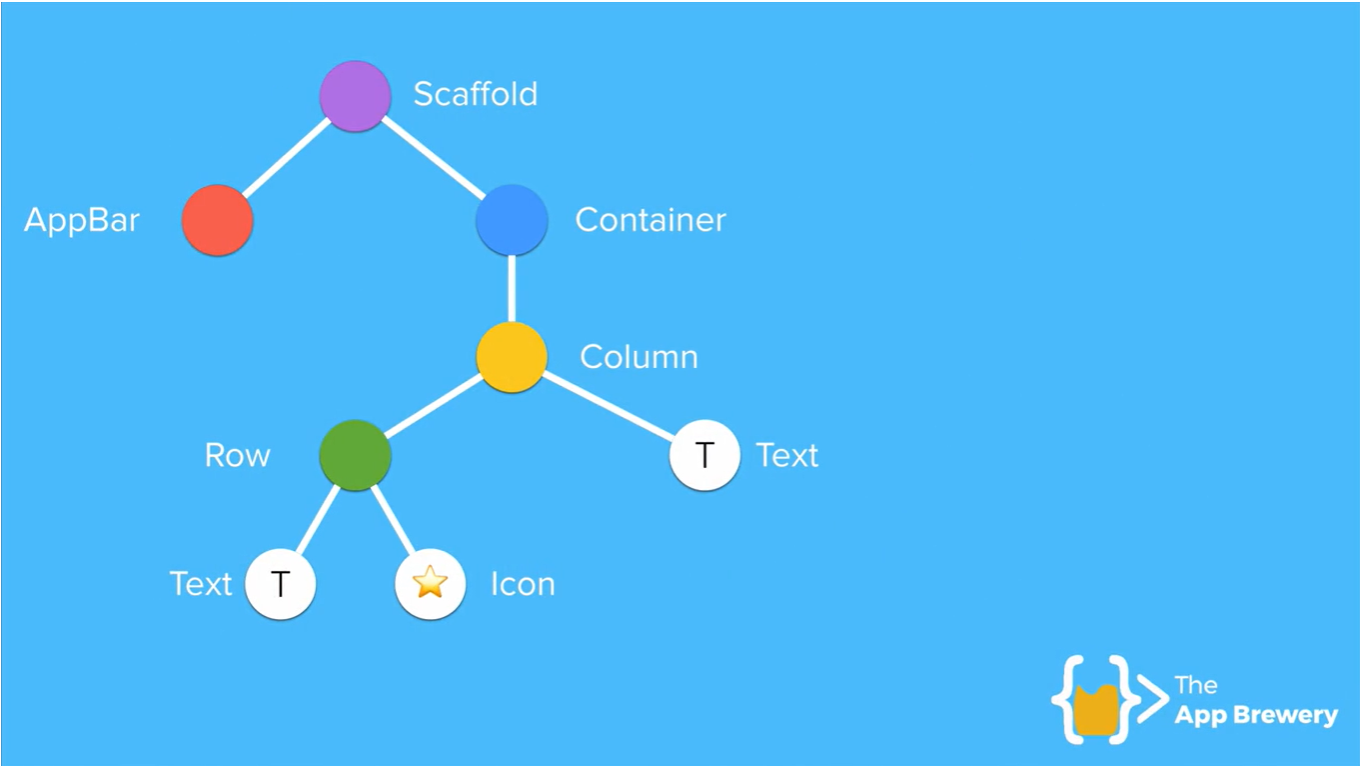 Scaffold
AppBar
Container
Column
Row
T
Text
Text
T
Icon
The
App Brewery